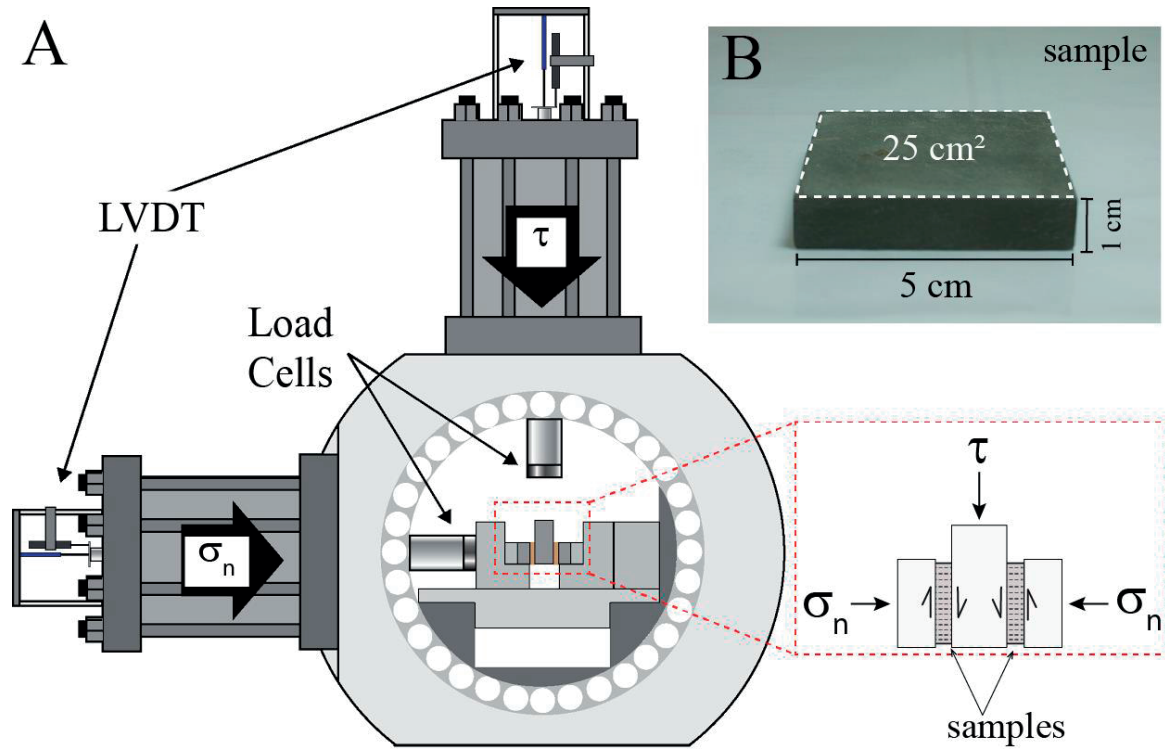 A
LVDT
τ
Load
Cells
σn
B
sample
25 cm²
1 cm
5 cm
τ
σn
σn
samples